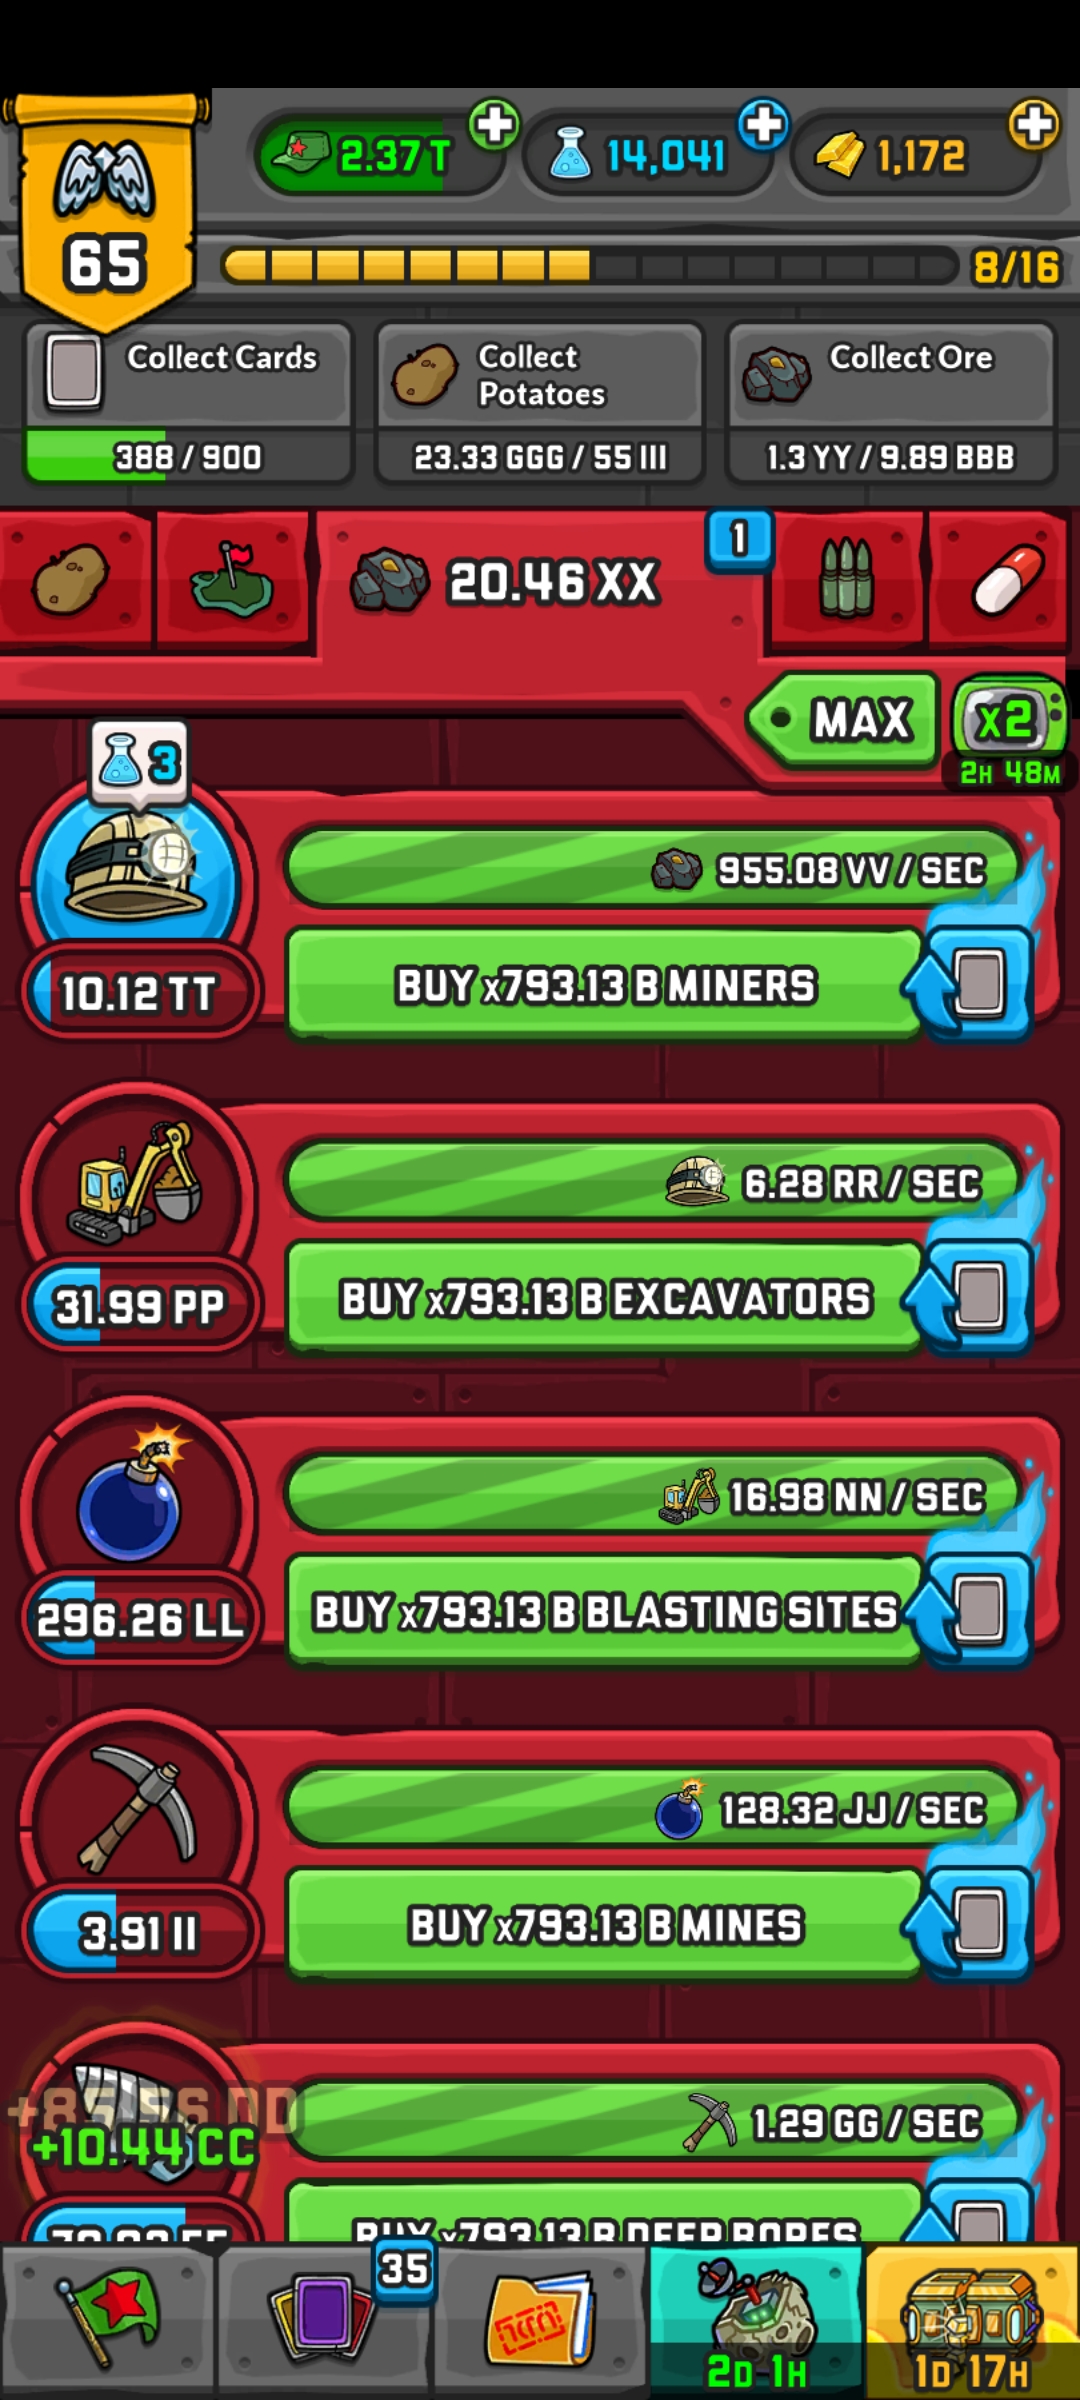 2.37 T
14,041
1,172
65
8/16
Collect Cards
388 / 900
Collect
Potatoes
23.33 GGG / 55 III
Collect Ore
1.3 YY / 9.89 BBB
20.46 XX
1
MAX
x2
2H 48M
3
955.08 VV / SEC
10.12 TT
BUY x793.13 B MINERS
6.28 RR / SEC
31.99 PP
BUY x793.13 B EXCAVATORS
16.98 NN / SEC
296.26 LL
BUY x793.13 B BLASTING SITES
128.32 JJ / SEC
3.91 II
BUY x793.13 B MINES
1.29 GG / SEC
+10.44 CC
BUY x793.13 B DEEP BORES
35
2D 1H
1D 17H